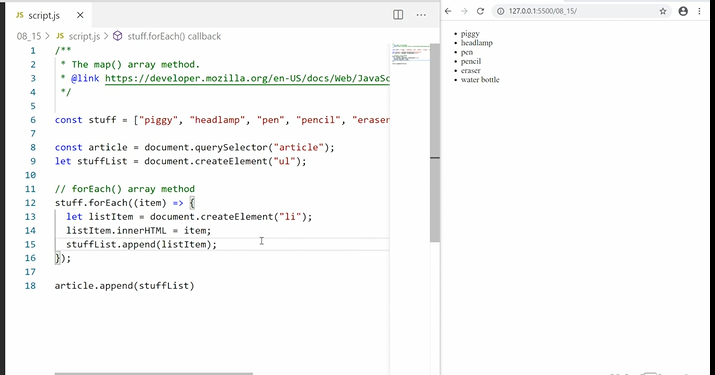 JS script.js ×
08_15 > JS script.js > stuff.forEach() callback
1 /**
2 * The map() array method.
3 * @link https://developer.mozilla.org/en-US/docs/Web/JavaSc
4 */
5
6 const stuff = ["piggy", "headlamp", "pen", "pencil", "eraser
7
8 const article = document.querySelector("article");
9 let stuffList = document.createElement("ul");
10
11 // forEach() array method
12 stuff.forEach((item) => {
13 let listItem = document.createElement("li");
14 listItem.innerHTML = item;
15 stuffList.append(listItem);
16 });
17
18 article.append(stuffList)
127.0.0.1:5500/08_15/
• piggy
• headlamp
• pen
• pencil
• eraser
• water bottle